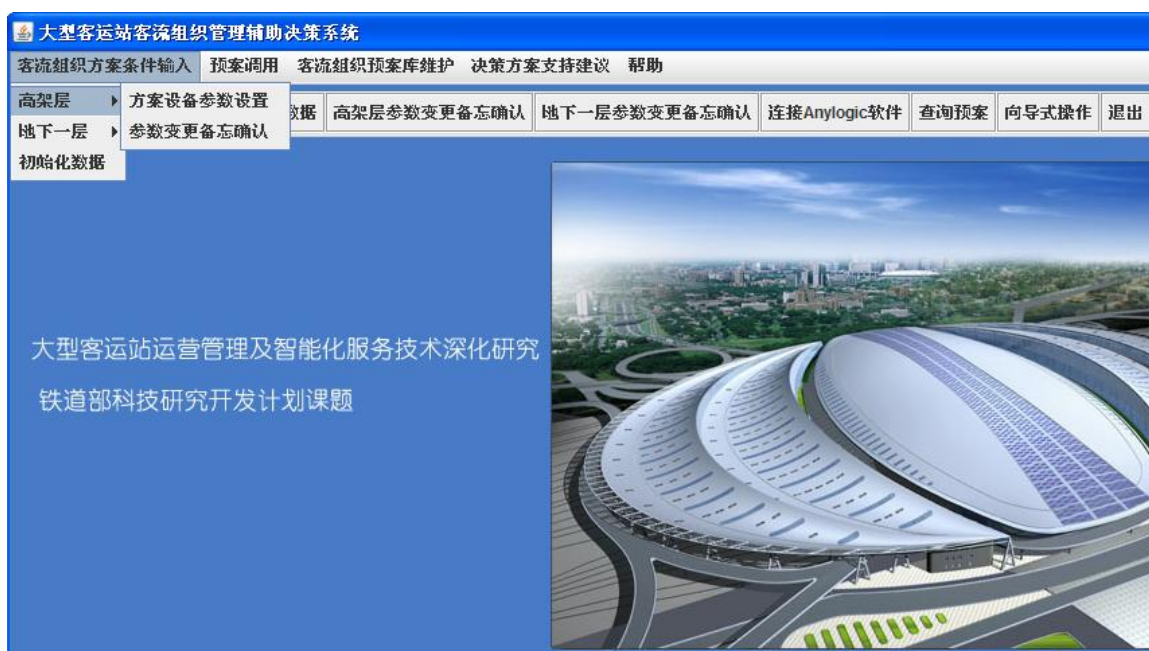 大型客运站客流组织管理辅助决策系统
客流组织方案条件输入 预案调用 客流组织预案库维护 决策方案支持建议 帮助
高架层 方案设备参数设置 数据 高架层参数变更备忘确认 地下一层参数变更备忘确认 连接Anylogic软件 查询预案 向导式操作 退出
地下一层 参数变更备忘确认
初始化数据
大型客运站运营管理及智能化服务技术深化研究
铁道部科技研究开发计划课题